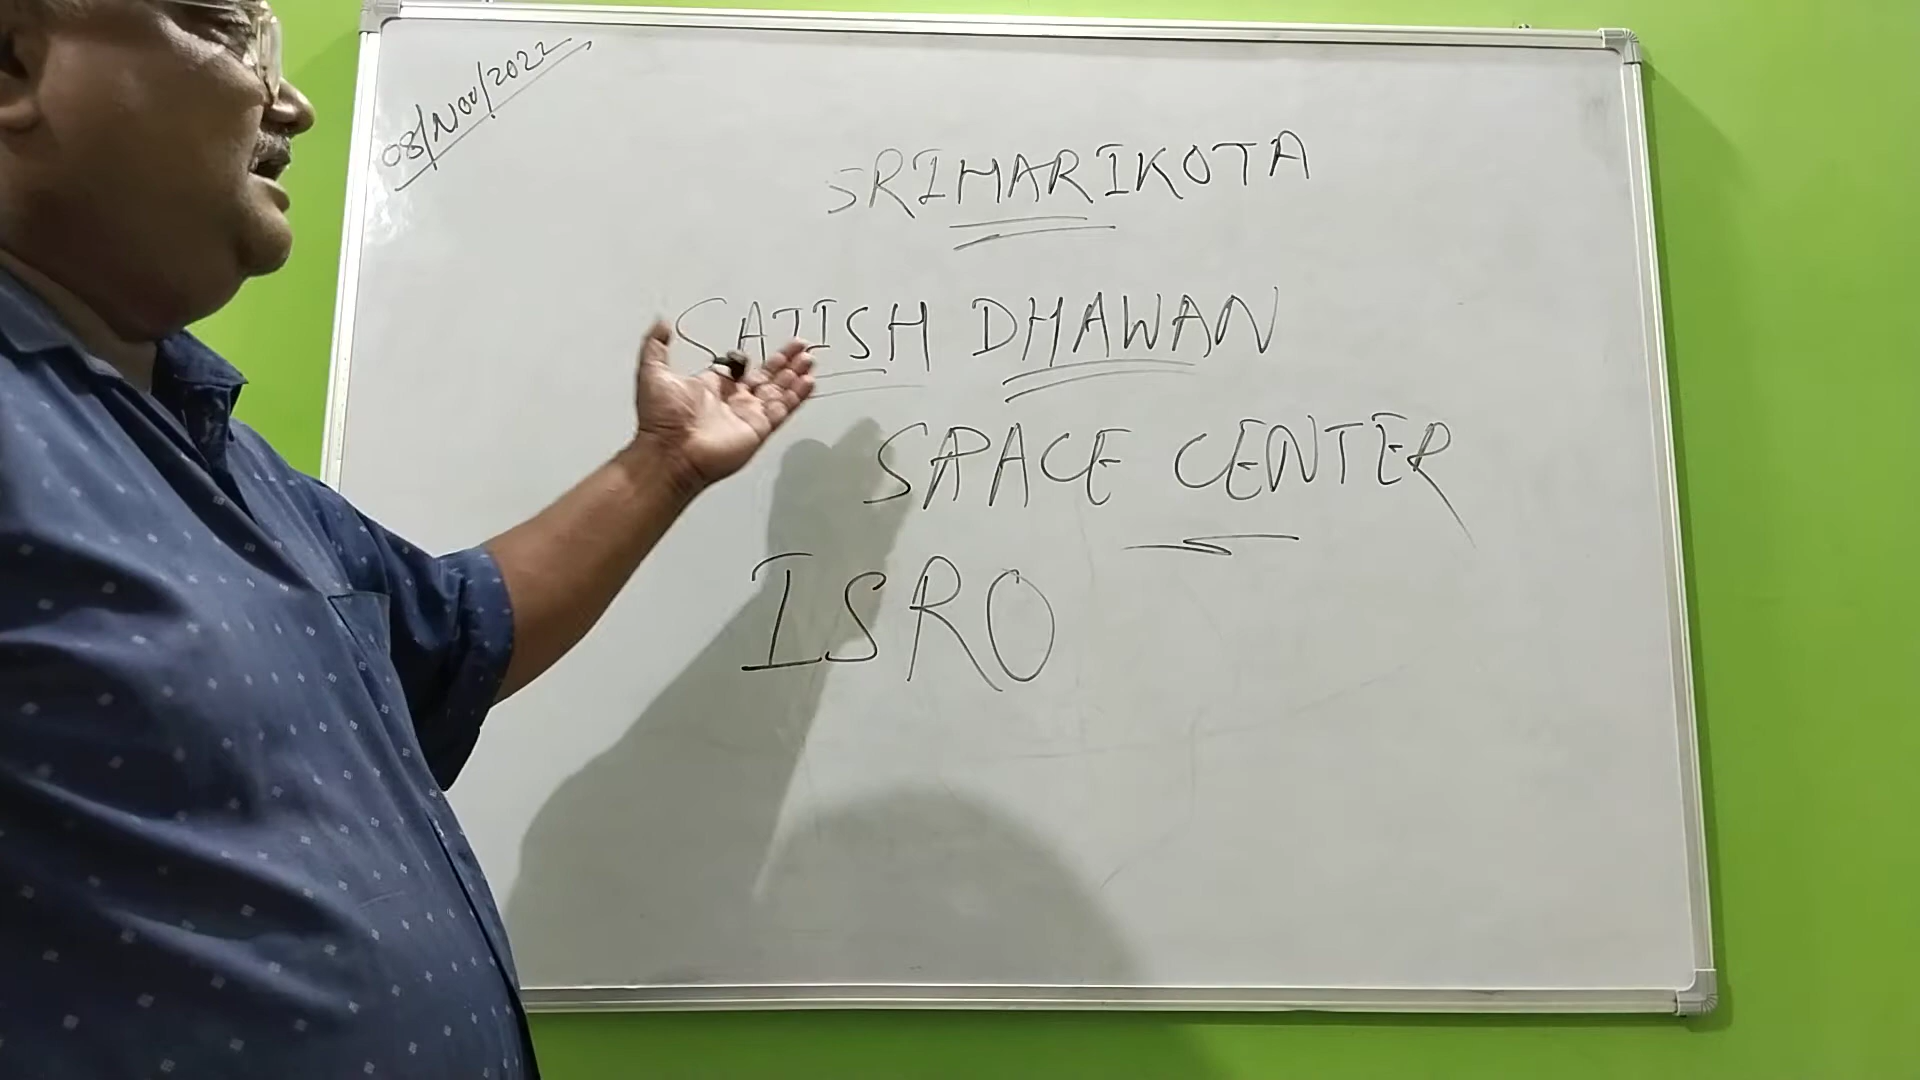 08/Nov/2022
SRIHARIKOTA
SATISH DHAWAN
SPACE CENTER
ISRO